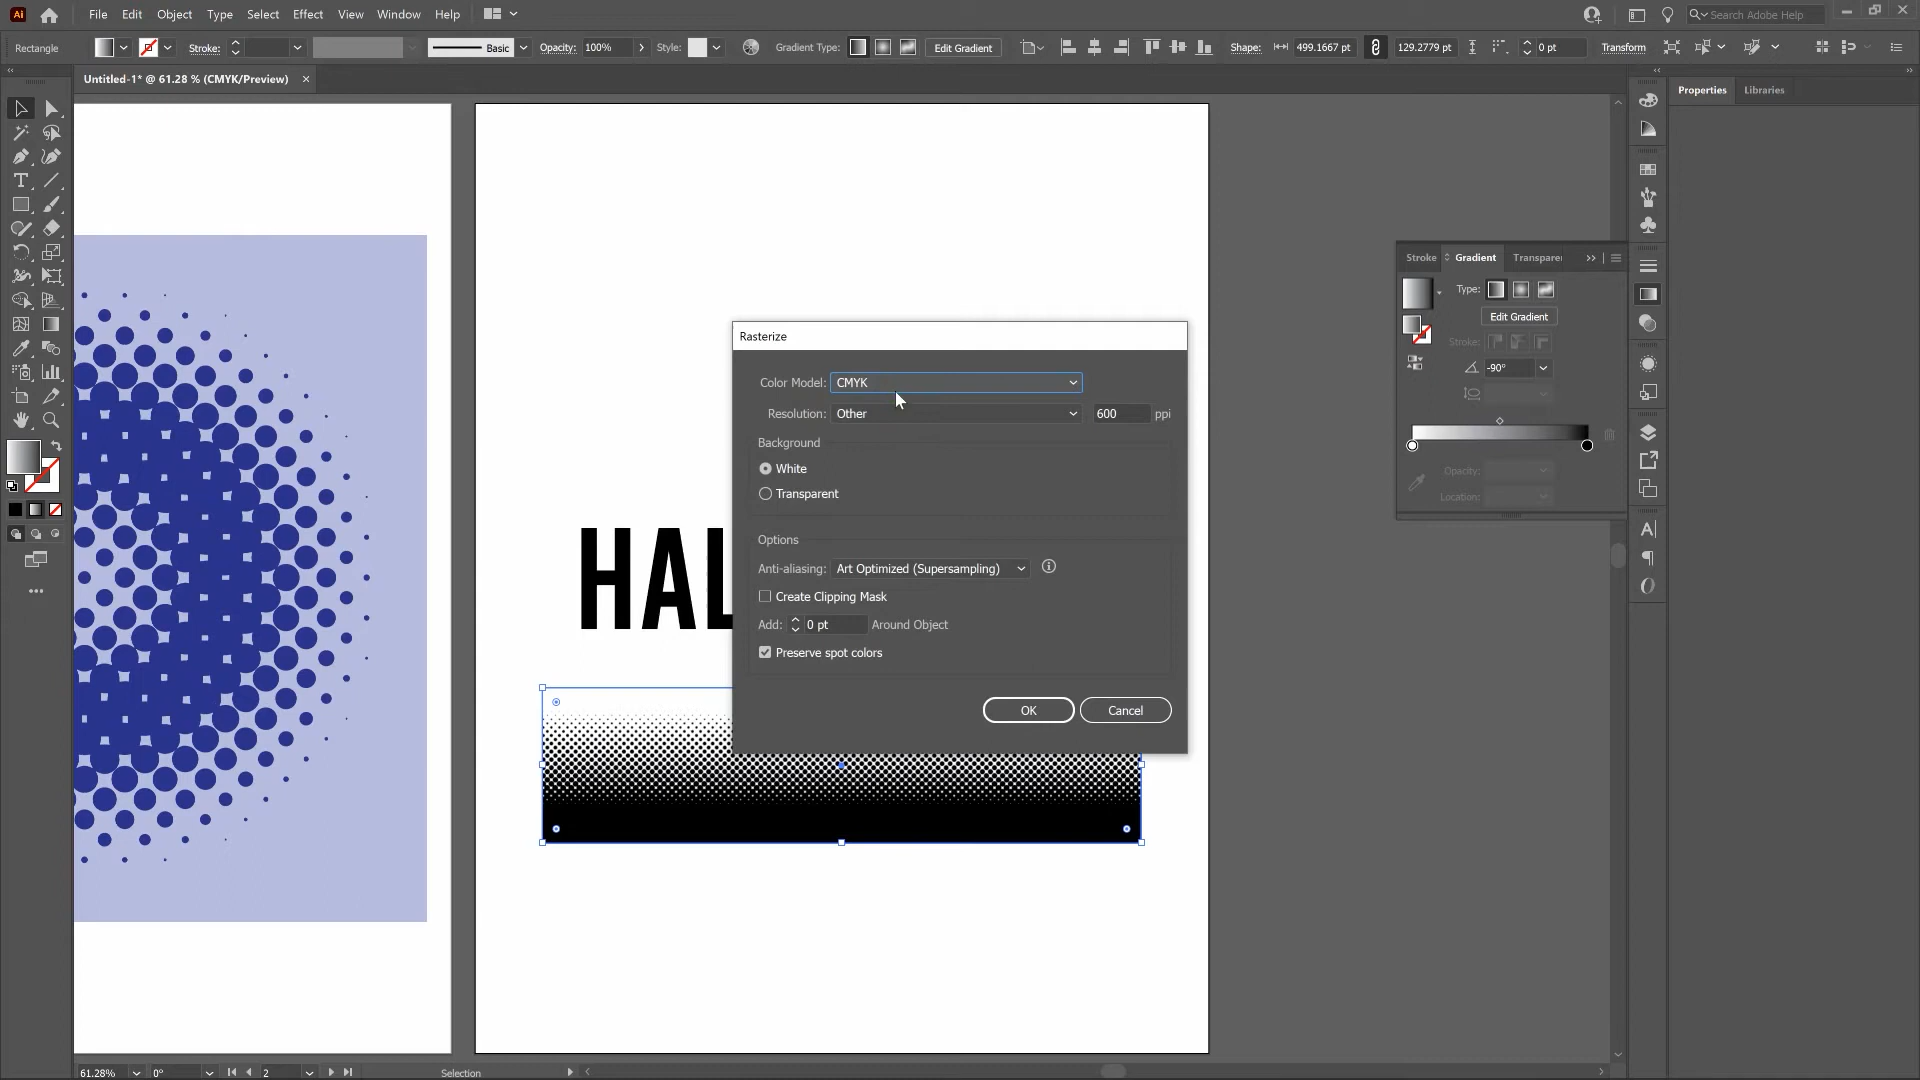 Ai File Edit Object Type Select Effect View Window Help Search Adobe Help
Rectangle Stroke: Basic Opacity: 100% Style: Gradient Type: Edit Gradient Shape: 499.1667 pt 129.2779 pt 0 pt Transform
Untitled-1* @ 61.28 % (CMYK/Preview) ×
Properties Libraries
Stroke Gradient Transparer
Type:
Edit Gradient
Stroke:
-90°
Opacity:
Location:
Rasterize
Color Model: CMYK
Resolution: Other 600 ppi
Background
White
Transparent
Options
Anti-aliasing: Art Optimized (Supersampling)
Create Clipping Mask
Add: 0 pt Around Object
Preserve spot colors
OK Cancel
HAL
61.28% 0° 2 Selection